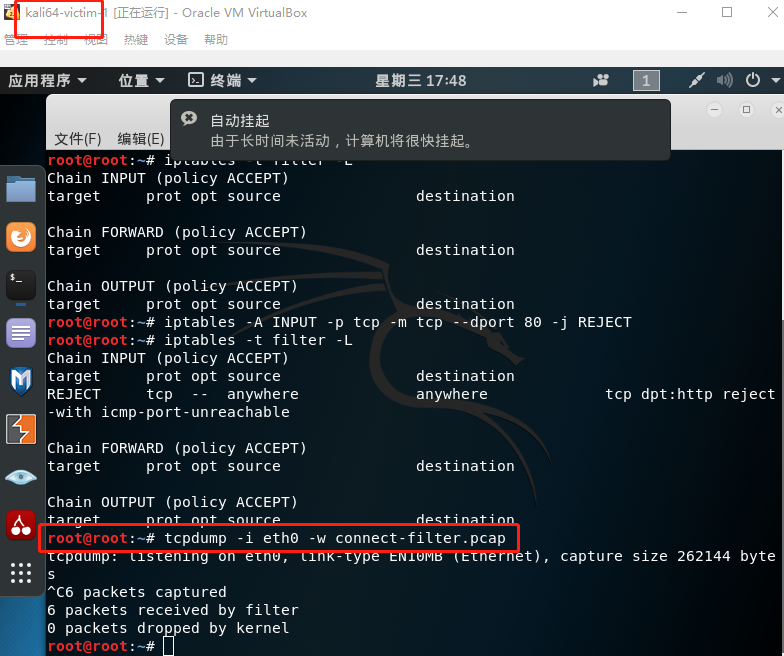 kali64-victim-1 [正在运行] - Oracle VM VirtualBox
管理 控制 视图 热键 设备 帮助
应用程序 位置 终端 星期三 17:48 1
自动挂起
由于长时间未活动，计算机将很快挂起。
文件(F) 编辑(E)
root@root:~# iptables -t filter -L
Chain INPUT (policy ACCEPT)
target     prot opt source               destination
Chain FORWARD (policy ACCEPT)
target     prot opt source               destination
Chain OUTPUT (policy ACCEPT)
target     prot opt source               destination
root@root:~# iptables -A INPUT -p tcp -m tcp --dport 80 -j REJECT
root@root:~# iptables -t filter -L
Chain INPUT (policy ACCEPT)
target     prot opt source               destination
REJECT     tcp  --  anywhere             anywhere             tcp dpt:http reject
-with icmp-port-unreachable
Chain FORWARD (policy ACCEPT)
target     prot opt source               destination
Chain OUTPUT (policy ACCEPT)
target     prot opt source               destination
root@root:~# tcpdump -i eth0 -w connect-filter.pcap
tcpdump: listening on eth0, link-type EN10MB (Ethernet), capture size 262144 byte
s
^C6 packets captured
6 packets received by filter
0 packets dropped by kernel
root@root:~#